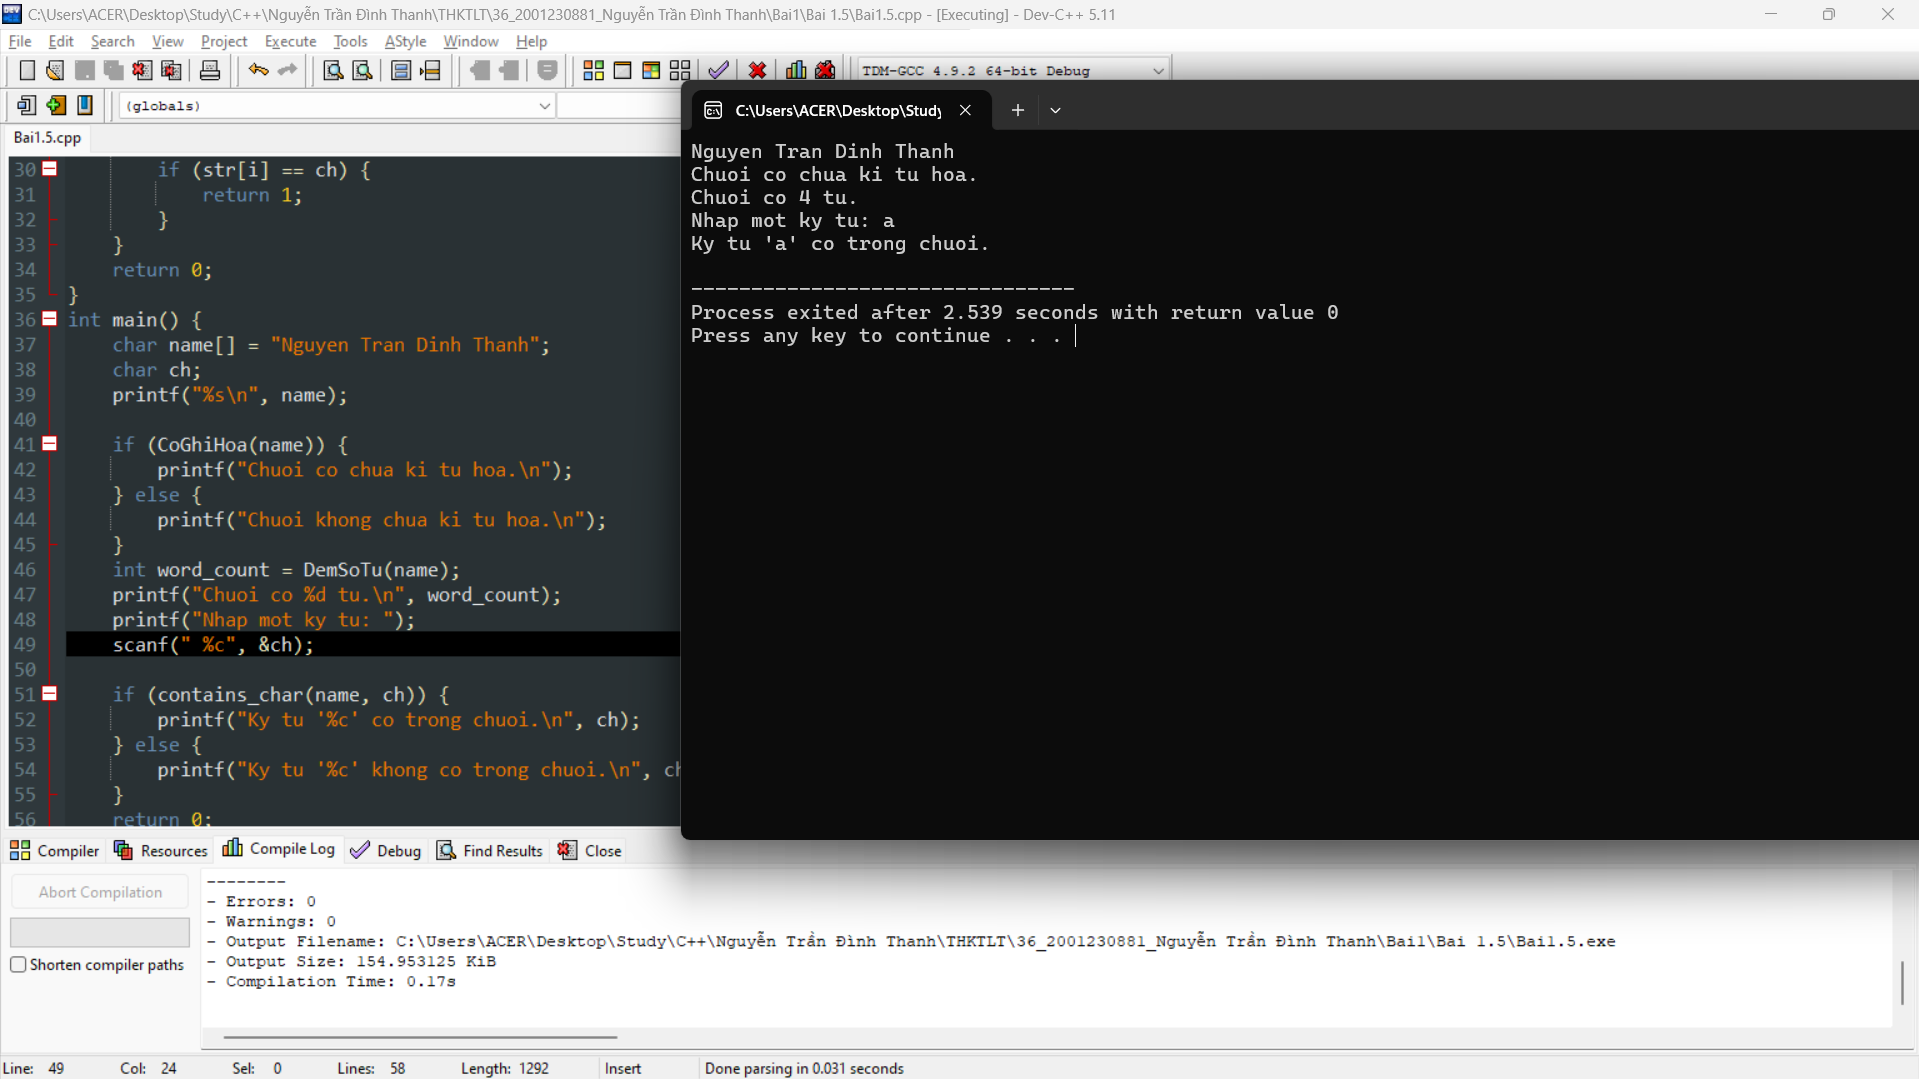 C:\Users\ACER\Desktop\Study\C++\Nguyễn Trần Đình Thanh\THKTLT\36_2001230881_Nguyễn Trần Đình Thanh\Bai1\Bai 1.5\Bai1.5.cpp - [Executing] - Dev-C++ 5.11
File Edit Search View Project Execute Tools AStyle Window Help
TDM-GCC 4.9.2 64-bit Debug
(globals)
Bai1.5.cpp
30 if (str[i] == ch) {
31 return 1;
32 }
33 }
34 return 0;
35 }
36 int main() {
37 char name[] = "Nguyen Tran Dinh Thanh";
38 char ch;
39 printf("%s\n", name);
40
41 if (CoGhiHoa(name)) {
42 printf("Chuoi co chua ki tu hoa.\n");
43 } else {
44 printf("Chuoi khong chua ki tu hoa.\n");
45 }
46 int word_count = DemSoTu(name);
47 printf("Chuoi co %d tu.\n", word_count);
48 printf("Nhap mot ky tu: ");
49 scanf(" %c", &ch);
50
51 if (contains_char(name, ch)) {
52 printf("Ky tu '%c' co trong chuoi.\n", ch);
53 } else {
54 printf("Ky tu '%c' khong co trong chuoi.\n", ch
55 }
56 return 0;
C:\Users\ACER\Desktop\Study
Nguyen Tran Dinh Thanh
Chuoi co chua ki tu hoa.
Chuoi co 4 tu.
Nhap mot ky tu: a
Ky tu 'a' co trong chuoi.
--------------------------------
Process exited after 2.539 seconds with return value 0
Press any key to continue . . .
Compiler Resources Compile Log Debug Find Results Close
Abort Compilation
Shorten compiler paths
--------
- Errors: 0
- Warnings: 0
- Output Filename: C:\Users\ACER\Desktop\Study\C++\Nguyễn Trần Đình Thanh\THKTLT\36_2001230881_Nguyễn Trần Đình Thanh\Bai1\Bai 1.5\Bai1.5.exe
- Output Size: 154.953125 KiB
- Compilation Time: 0.17s
Line: 49 Col: 24 Sel: 0 Lines: 58 Length: 1292 Insert Done parsing in 0.031 seconds